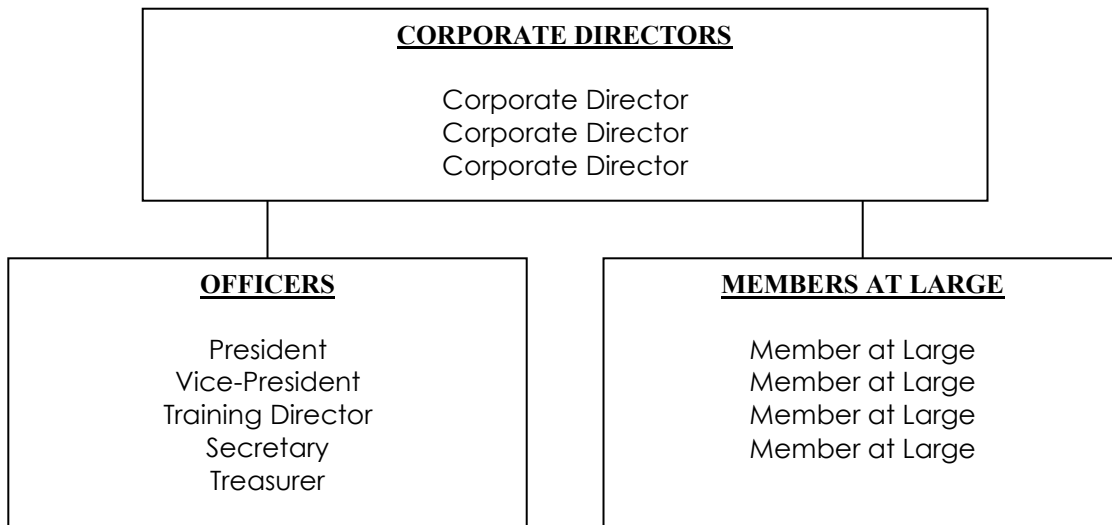 CORPORATE DIRECTORS
Corporate Director
Corporate Director
Corporate Director
OFFICERS
President
Vice-President
Training Director
Secretary
Treasurer
MEMBERS AT LARGE
Member at Large
Member at Large
Member at Large
Member at Large